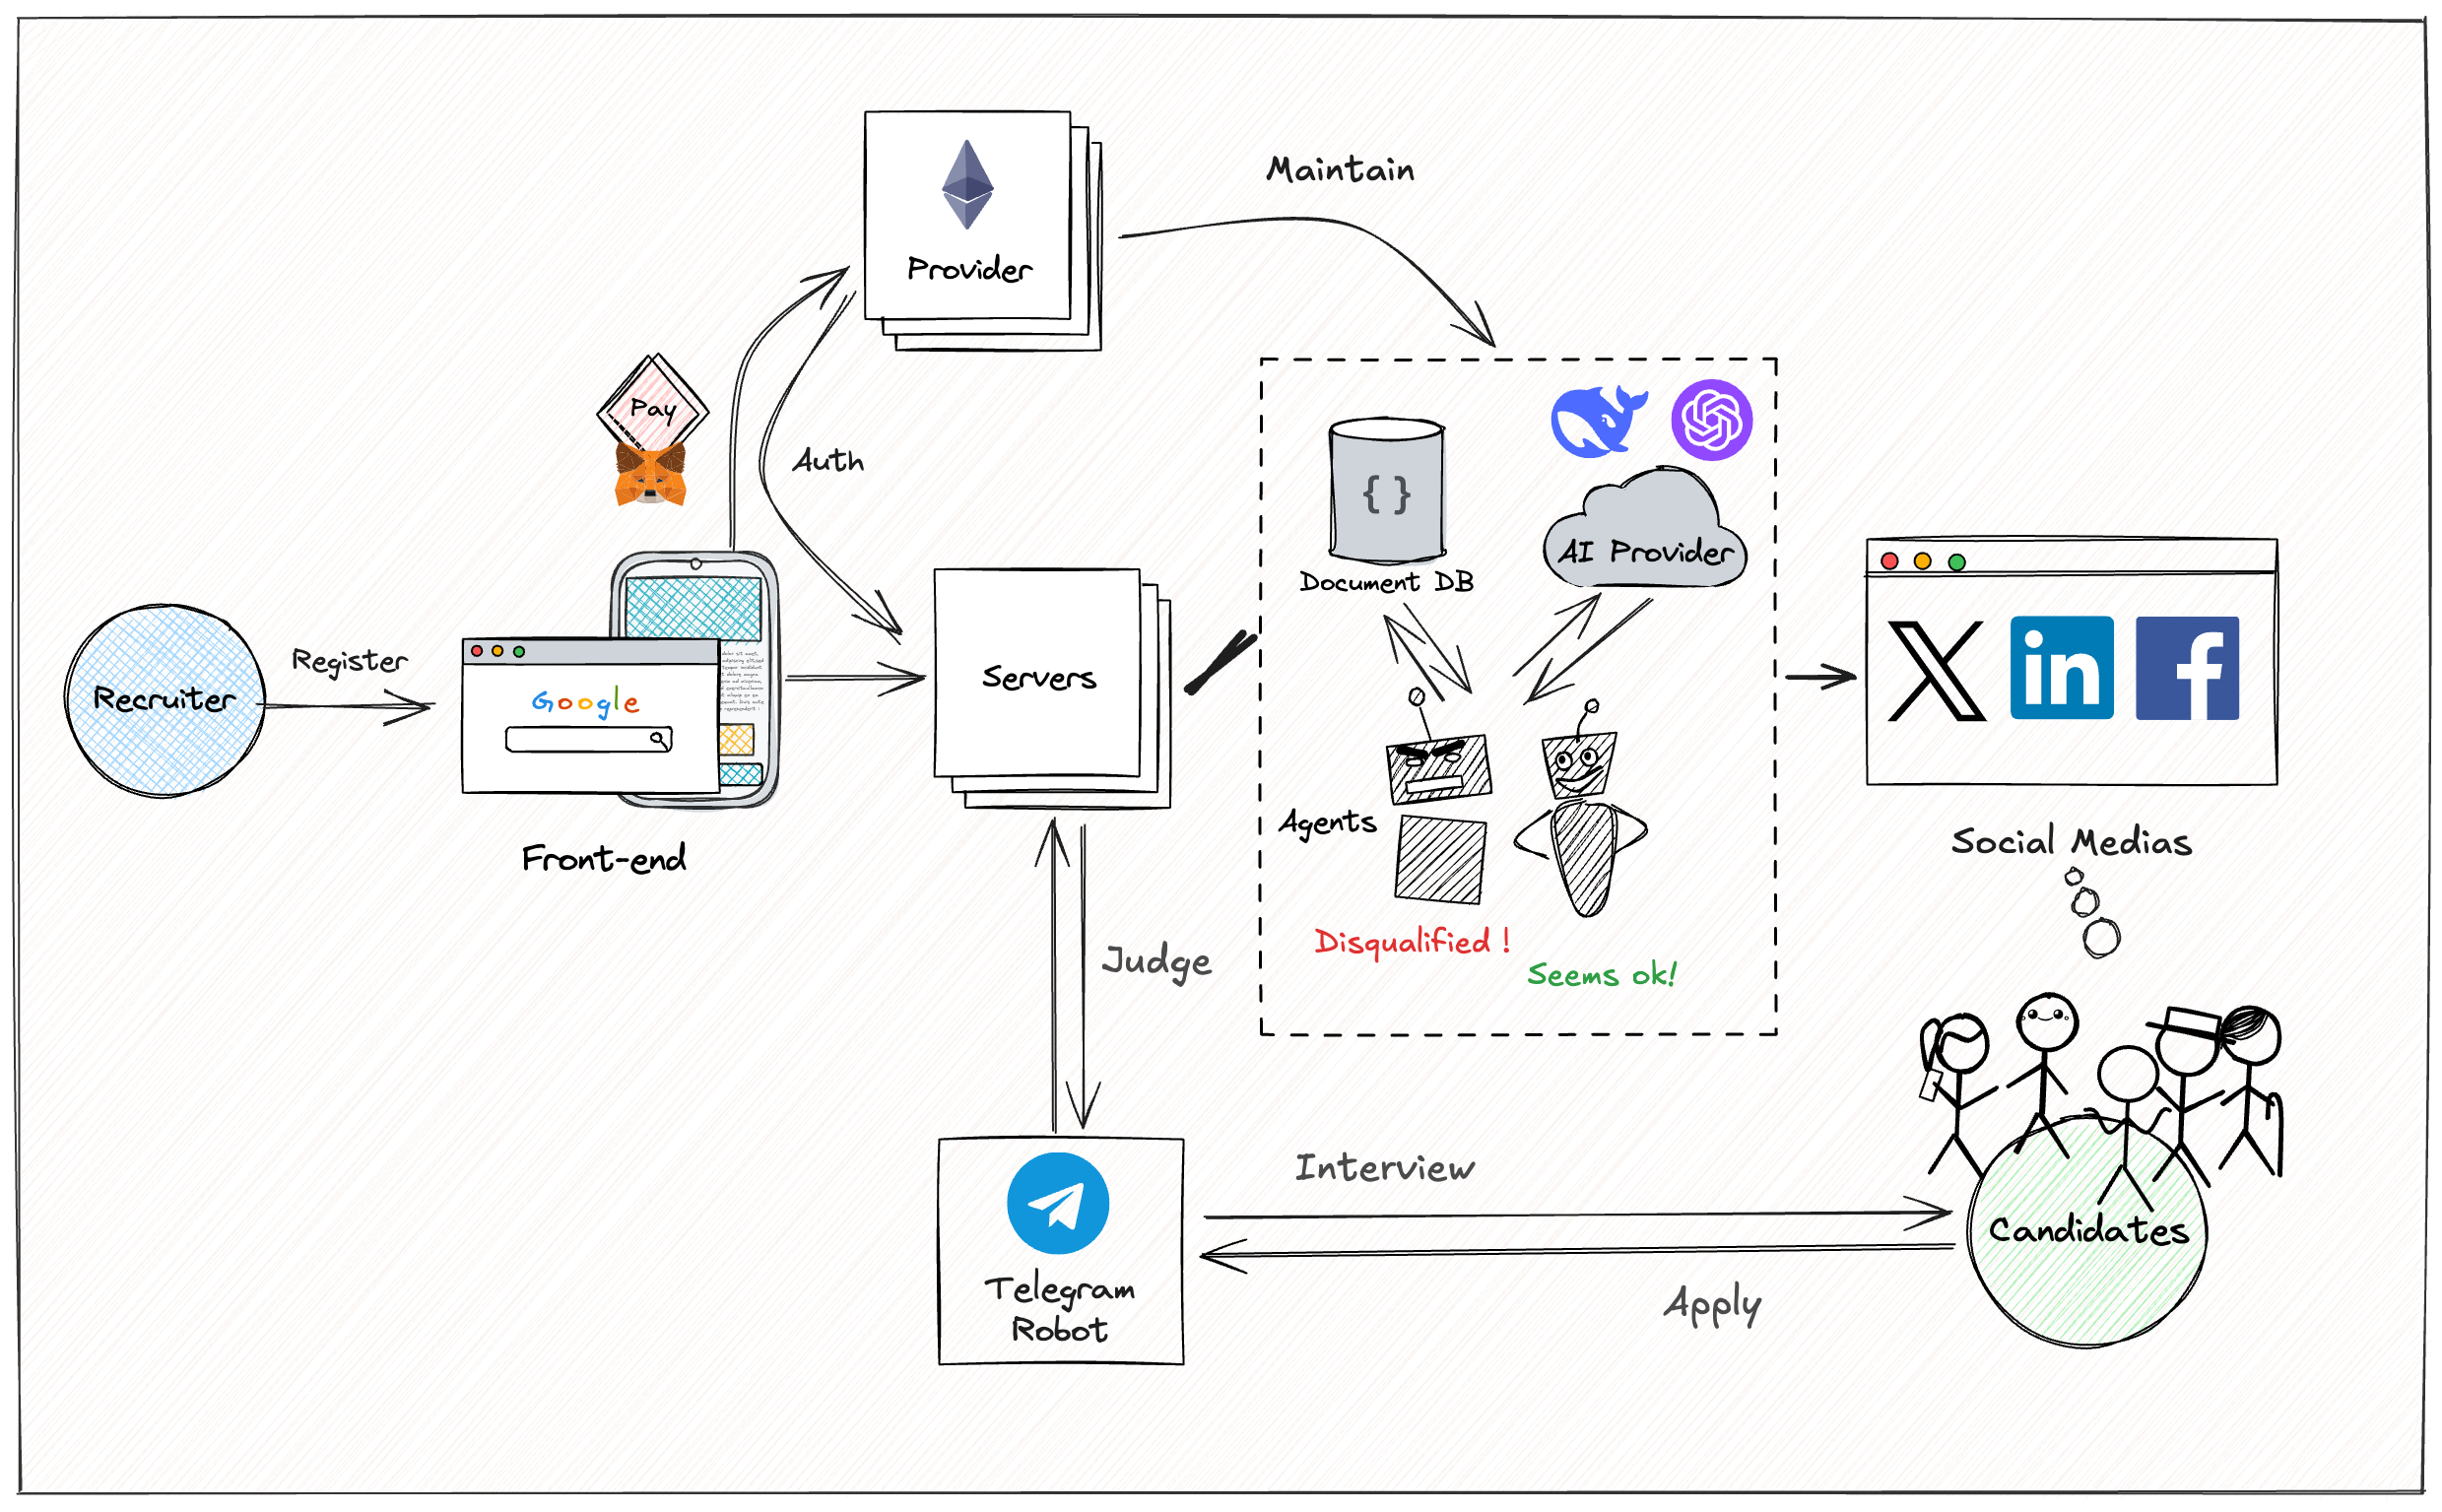 Provider
Maintain
Pay
Auth
{ }
Document DB
AI Provider
Recruiter
Register
Google
Front-end
Servers
Agents
Disqualified !
Seems ok!
X
in
f
Social Medias
Judge
Telegram
Robot
Interview
Apply
Candidates